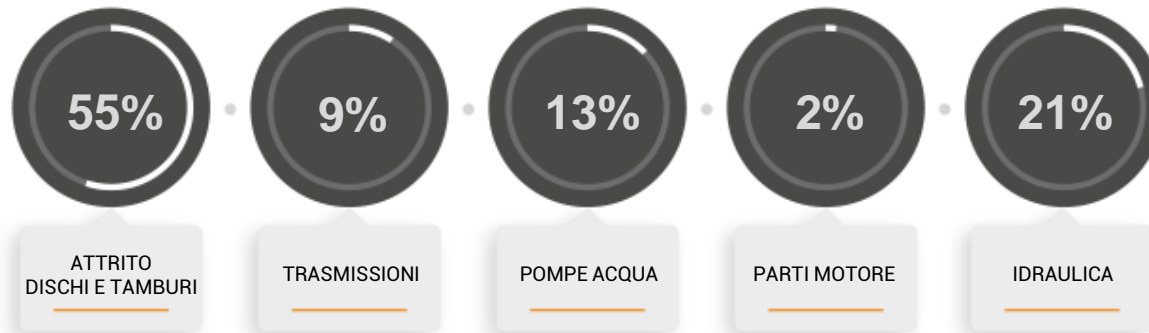 55%
9%
13%
2%
21%
ATTRITO
DISCHI E TAMBURI
TRASMISSIONI
POMPE ACQUA
PARTI MOTORE
IDRAULICA